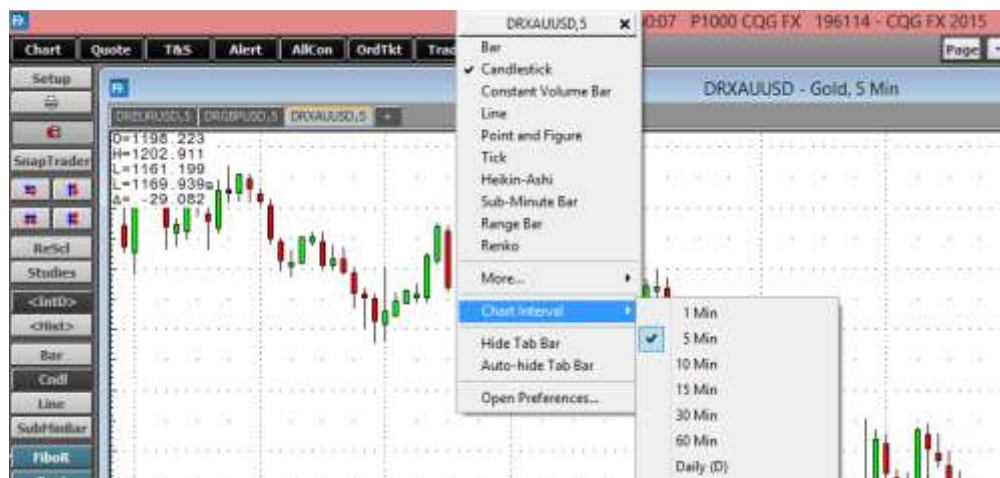 FX DRXAUUSD,5 x 0:07 P1000 CQG FX 196114 - CQG FX 2015
Chart Quote T&S Alert AllCon OrdTkt Trad Page
Setup
SnapTrader
ReScl
Studies
<IntD>
<Hist>
Bar
Cndl
Line
SubMinBar
FiboR
DRXAUUSD - Gold, 5 Min
DREURUSD,5 DRGBPUSD,5 DRXAUUSD,5 +
O=1198.223
H=1202.911
L=1161.199
L=1169.939
Δ= -29.082
Bar
Candlestick
Constant Volume Bar
Line
Point and Figure
Tick
Heikin-Ashi
Sub-Minute Bar
Range Bar
Renko
More...
Chart Interval
Hide Tab Bar
Auto-hide Tab Bar
Open Preferences...
1 Min
5 Min
10 Min
15 Min
30 Min
60 Min
Daily (D)